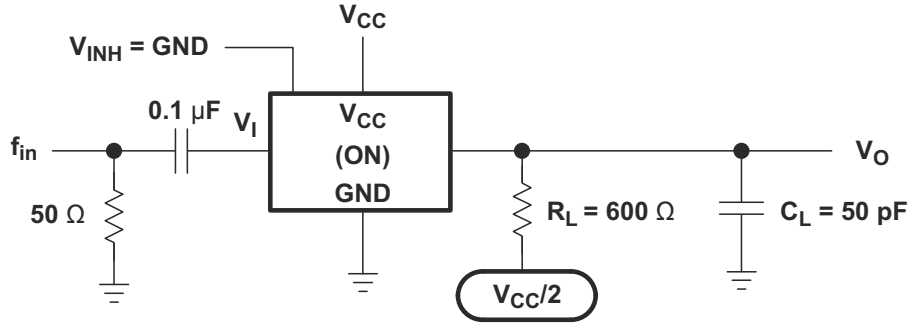 V_CC
V_INH = GND
0.1 μF
V_I
V_CC
f_in
(ON)
V_O
GND
50 Ω
R_L = 600 Ω
C_L = 50 pF
V_CC/2